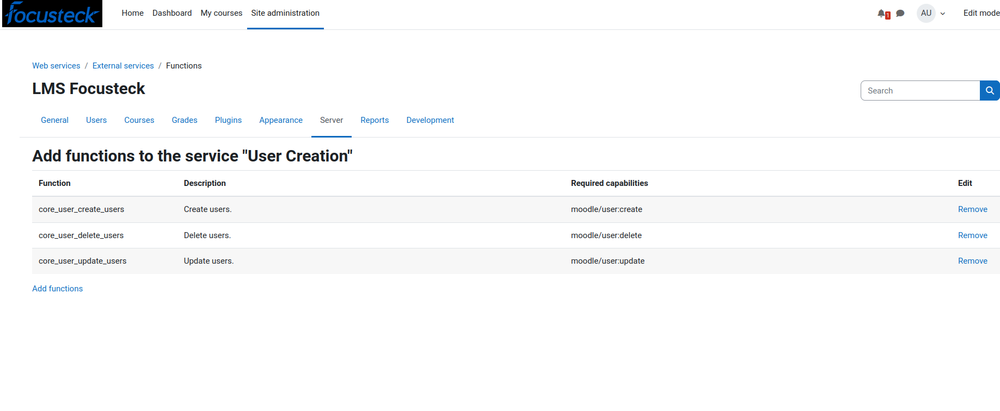 Focusteck Home Dashboard My courses Site administration 1 AU Edit mode
Web services / External services / Functions
LMS Focusteck
Search
General Users Courses Grades Plugins Appearance Server Reports Development
Add functions to the service "User Creation"
Function Description Required capabilities Edit
core_user_create_users Create users. moodle/user:create Remove
core_user_delete_users Delete users. moodle/user:delete Remove
core_user_update_users Update users. moodle/user:update Remove
Add functions